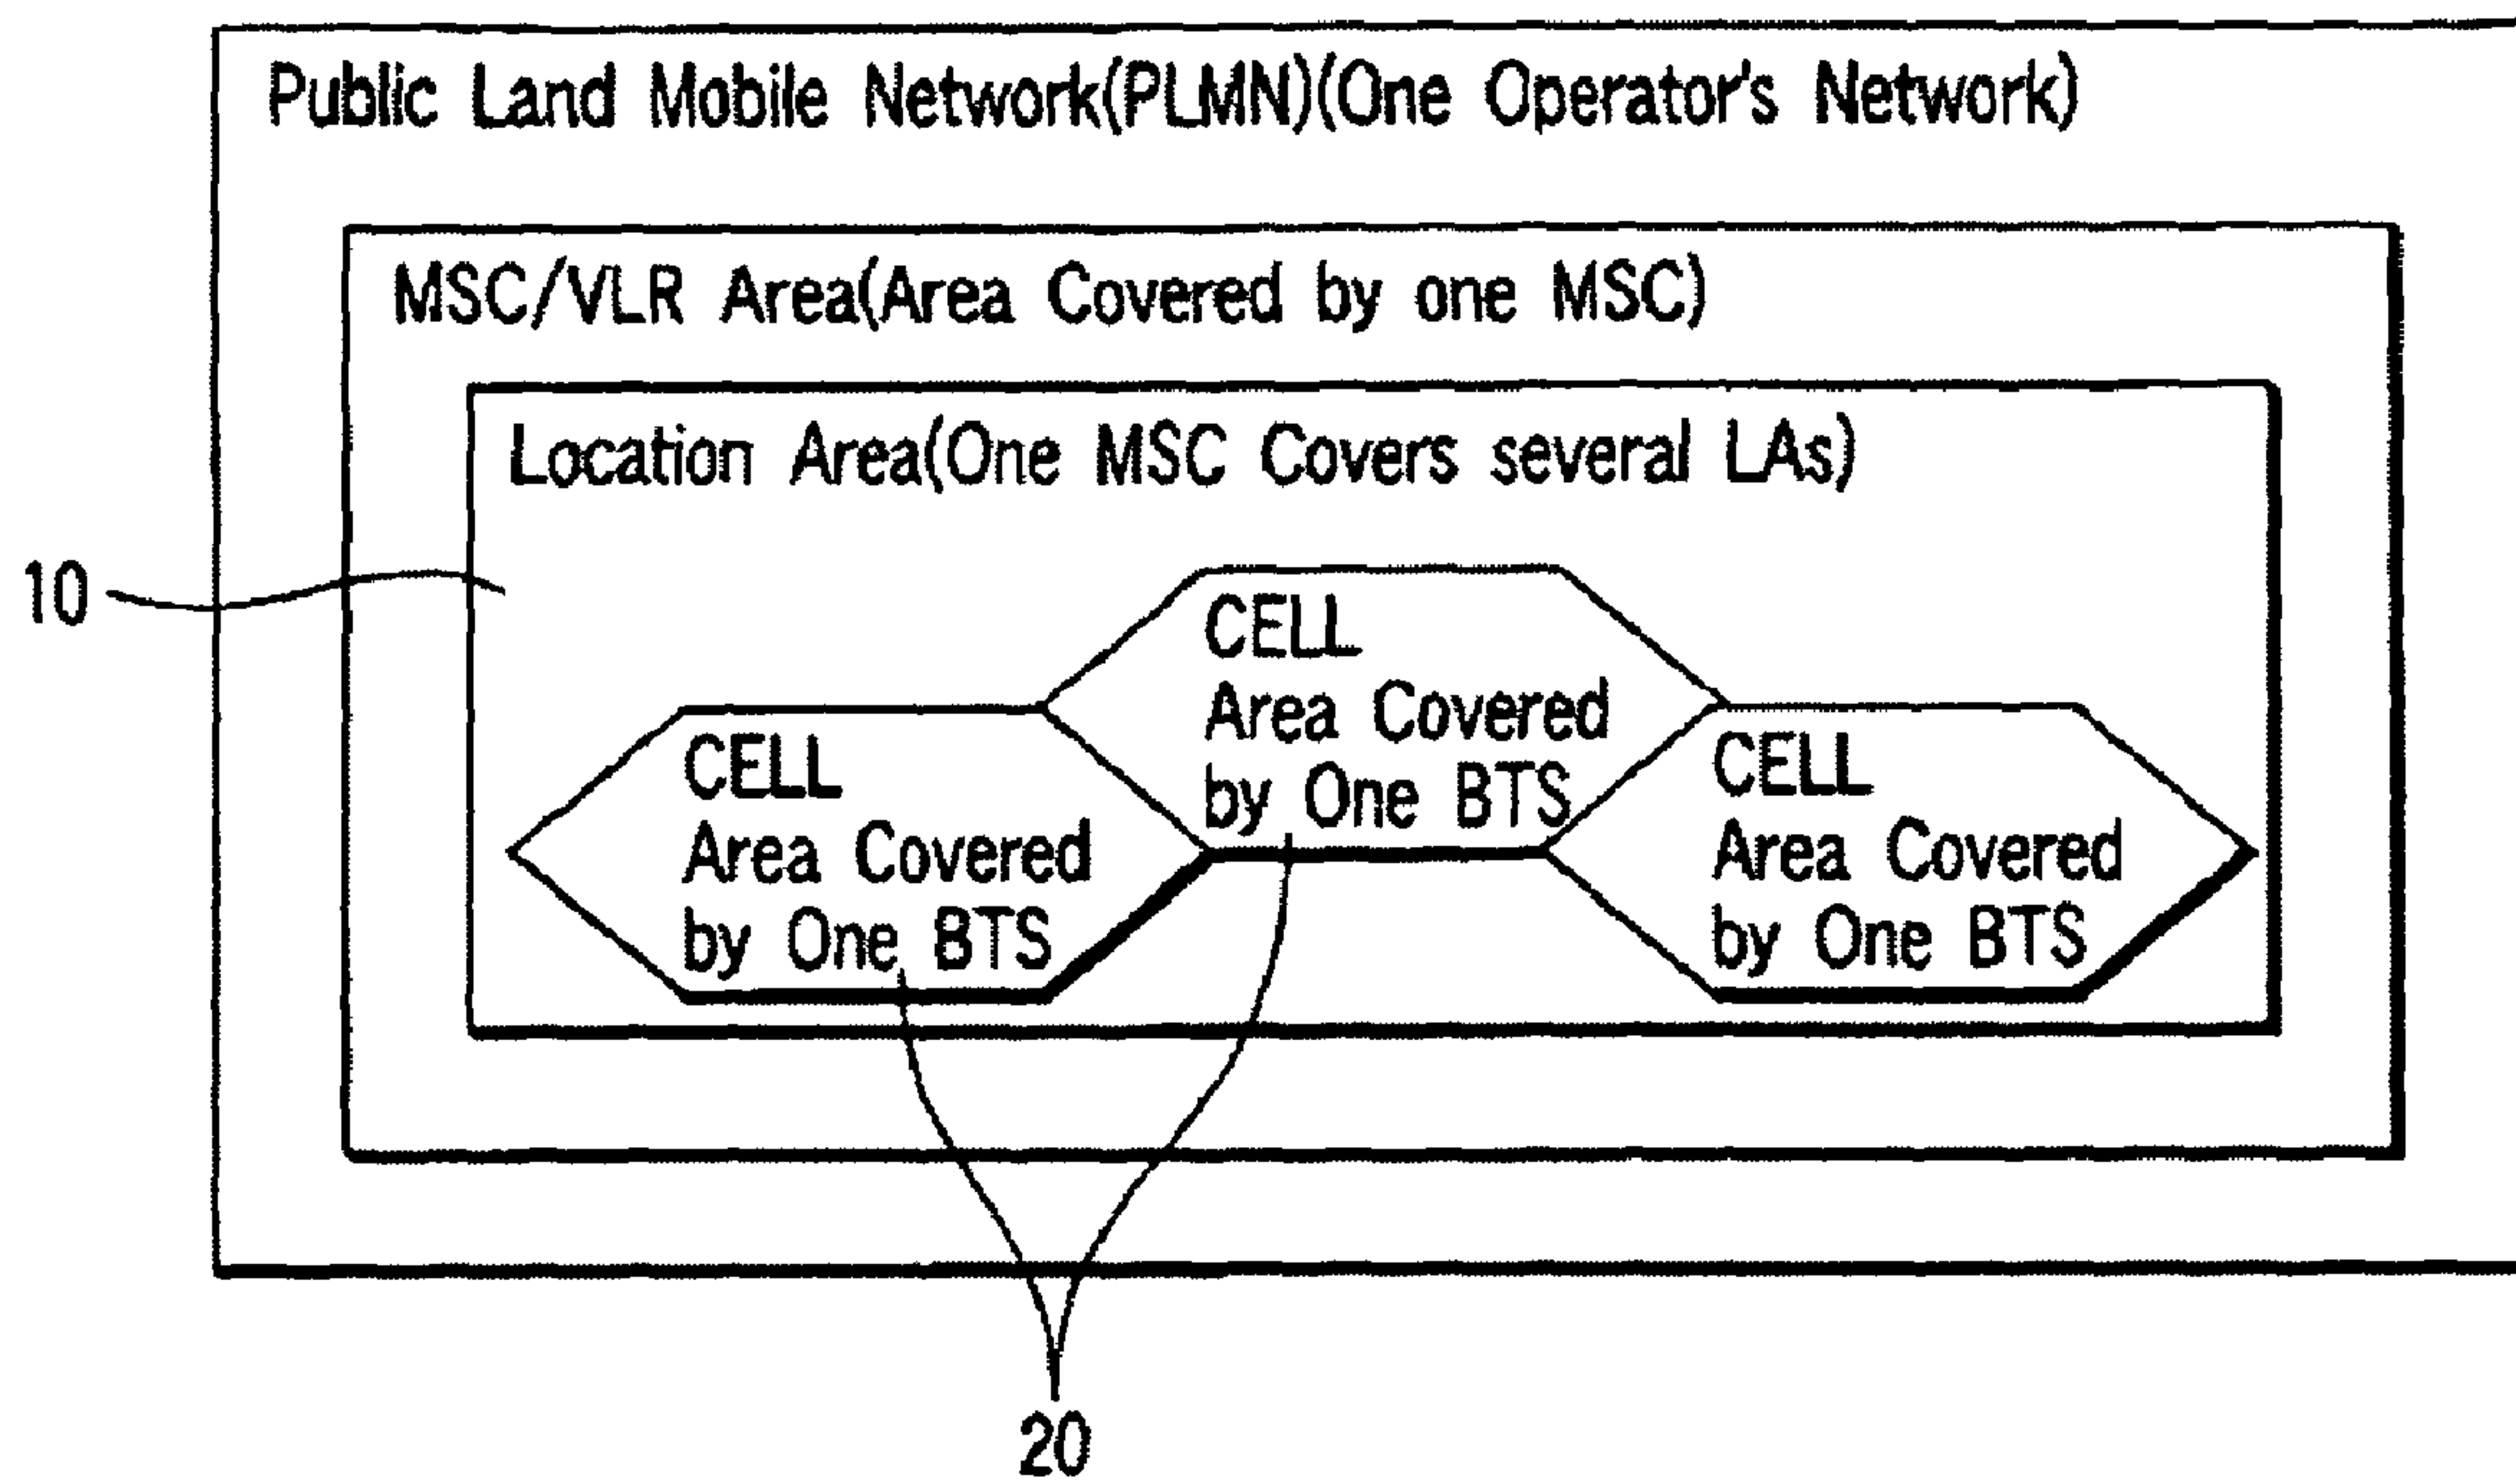 Public Land Mobile Network(PLMN)(One Operator's Network)
MSC/VLR Area(Area Covered by one MSC)
Location Area(One MSC Covers several LAs)
10
CELL
Area Covered
by One BTS
CELL
Area Covered
by One BTS
CELL
Area Covered
by One BTS
20